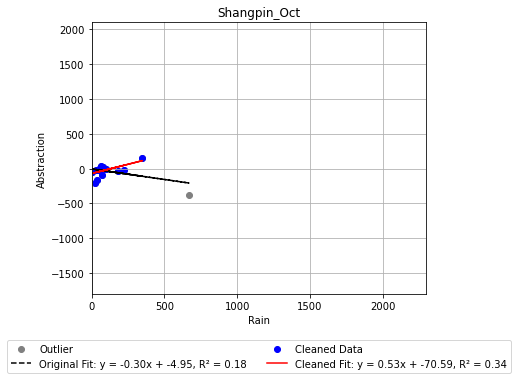 Shangpin_Oct
2000
1500
1000
500
0
−500
−1000
−1500
Abstraction
0 500 1000 1500 2000
Rain
Outlier Cleaned Data
Original Fit: y = -0.30x + -4.95, R² = 0.18 Cleaned Fit: y = 0.53x + -70.59, R² = 0.34